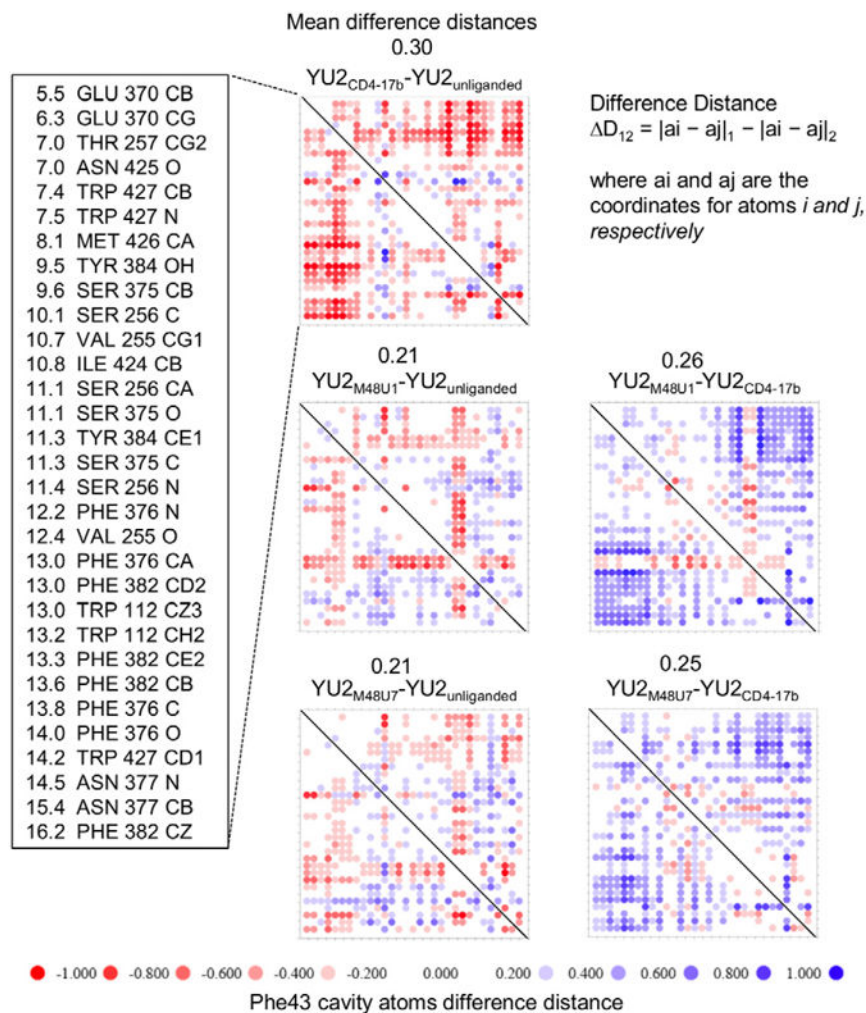 Mean difference distances
0.30
YU2CD4-17b-YU2unliganded
5.5 GLU 370 CB
6.3 GLU 370 CG
7.0 THR 257 CG2
7.0 ASN 425 O
7.4 TRP 427 CB
7.5 TRP 427 N
8.1 MET 426 CA
9.5 TYR 384 OH
9.6 SER 375 CB
10.1 SER 256 C
10.7 VAL 255 CG1
10.8 ILE 424 CB
11.1 SER 256 CA
11.1 SER 375 O
11.3 TYR 384 CE1
11.3 SER 375 C
11.4 SER 256 N
12.2 PHE 376 N
12.4 VAL 255 O
13.0 PHE 376 CA
13.0 PHE 382 CD2
13.0 TRP 112 CZ3
13.2 TRP 112 CH2
13.3 PHE 382 CE2
13.6 PHE 382 CB
13.8 PHE 376 C
14.0 PHE 376 O
14.2 TRP 427 CD1
14.5 ASN 377 N
15.4 ASN 377 CB
16.2 PHE 382 CZ
Difference Distance
ΔD12 = |ai − aj|1 − |ai − aj|2
where ai and aj are the
coordinates for atoms i and j,
respectively
0.21
YU2M48U1-YU2unliganded
0.26
YU2M48U1-YU2CD4-17b
0.21
YU2M48U7-YU2unliganded
0.25
YU2M48U7-YU2CD4-17b
-1.000 -0.800 -0.600 -0.400 -0.200 0.000 0.200 0.400 0.600 0.800 1.000
Phe43 cavity atoms difference distance